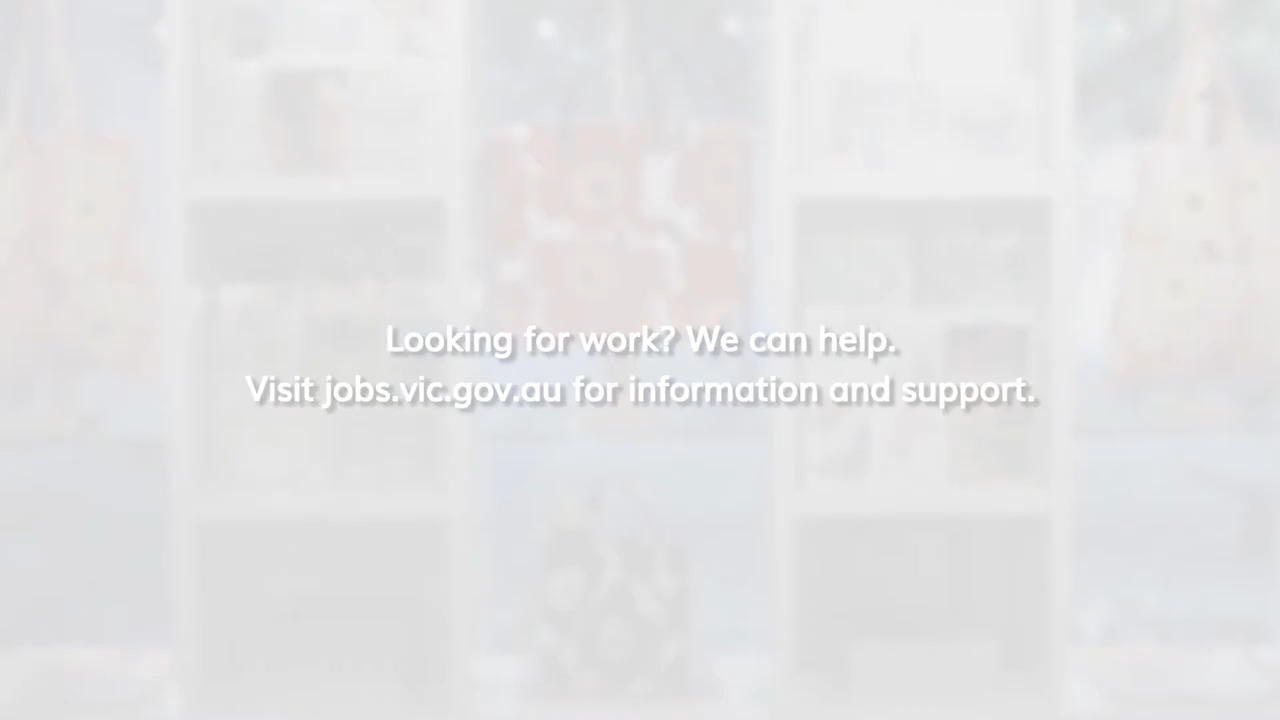 Looking for work? We can help.
Visit jobs.vic.gov.au for information and support.